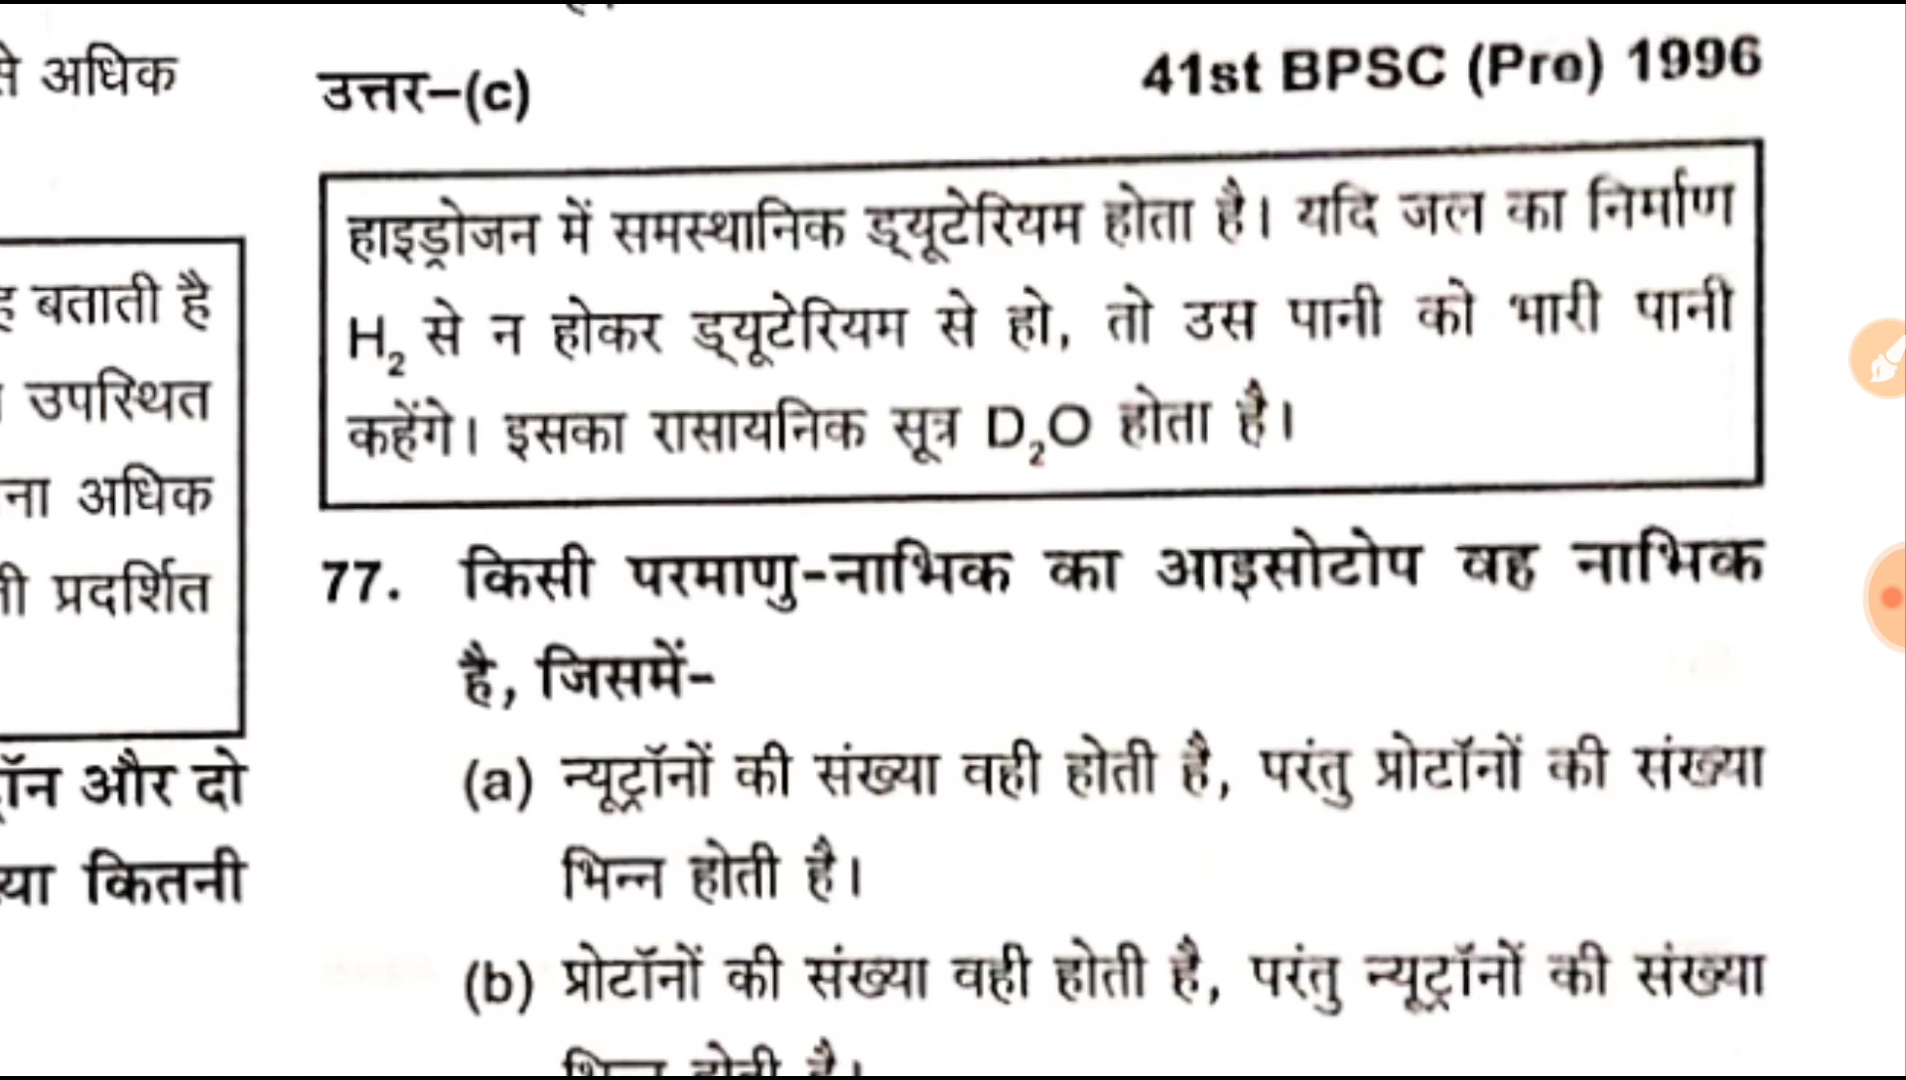 से अधिक
ह बताती है
उपस्थित
ना अधिक
ी प्रदर्शित
और दो
या कितनी
उत्तर–(c)
41st BPSC (Pre) 1996
हाइड्रोजन में समस्थानिक ड्यूटेरियम होता है। यदि जल का निर्माण
H₂ से न होकर ड्यूटेरियम से हो, तो उस पानी को भारी पानी
कहेंगे। इसका रासायनिक सूत्र D₂O होता है।
77. किसी परमाणु-नाभिक का आइसोटोप वह नाभिक
है, जिसमें-
(a) न्यूट्रॉनों की संख्या वही होती है, परंतु प्रोटॉनों की संख्या
भिन्न होती है।
(b) प्रोटॉनों की संख्या वही होती है, परंतु न्यूट्रॉनों की संख्या
भिन्न होती है।